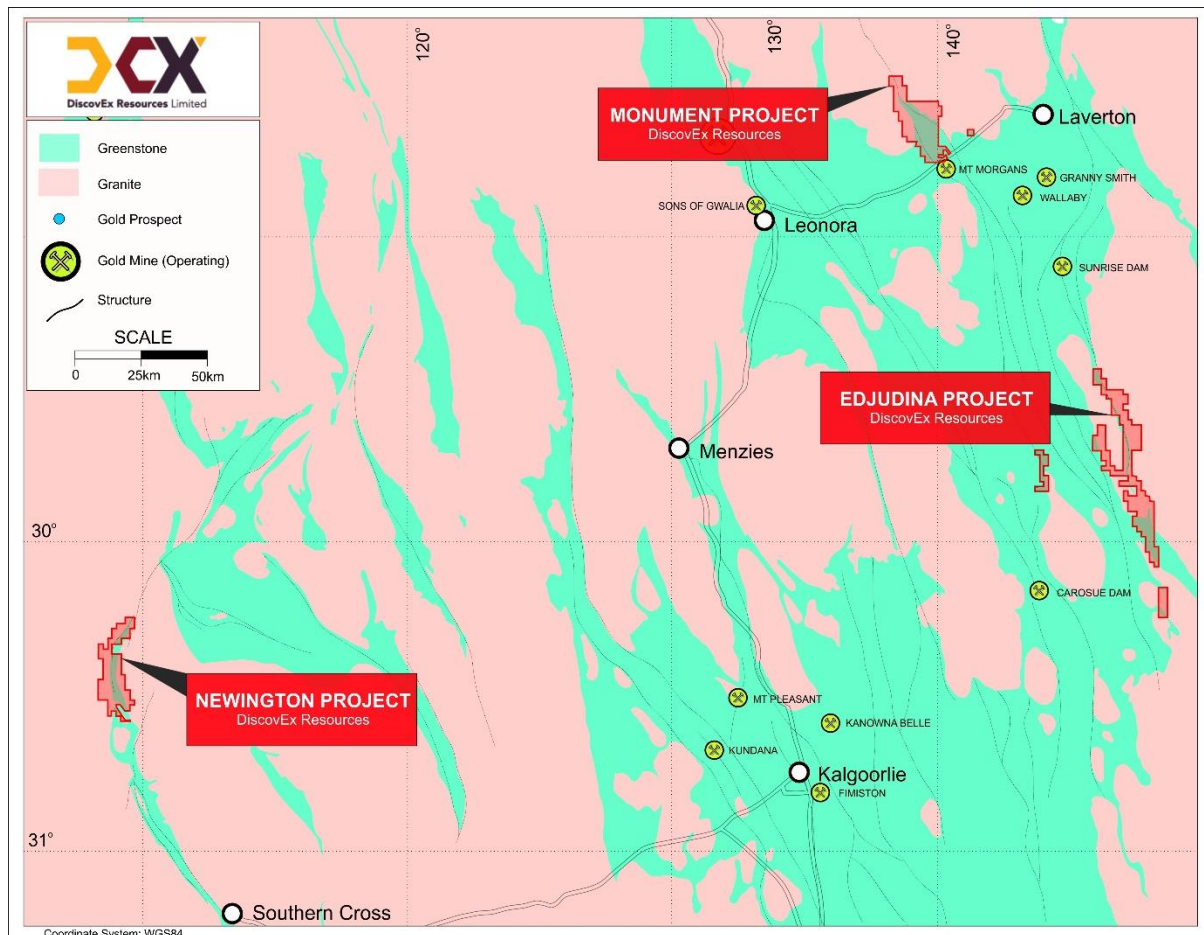 DCX
DiscovEx Resources Limited
Greenstone
Granite
Gold Prospect
Gold Mine (Operating)
Structure
SCALE
0 25km 50km
120°
130°
140°
MONUMENT PROJECT
DiscovEx Resources
Laverton
MT MORGANS
GRANNY SMITH
WALLABY
SONS OF GWALIA
Leonora
SUNRISE DAM
EDJUDINA PROJECT
DiscovEx Resources
Menzies
30°
CAROSUE DAM
NEWINGTON PROJECT
DiscovEx Resources
MT PLEASANT
KANOWNA BELLE
KUNDANA
Kalgoorlie
FIMISTON
31°
Southern Cross
Coordinate System: WGS84